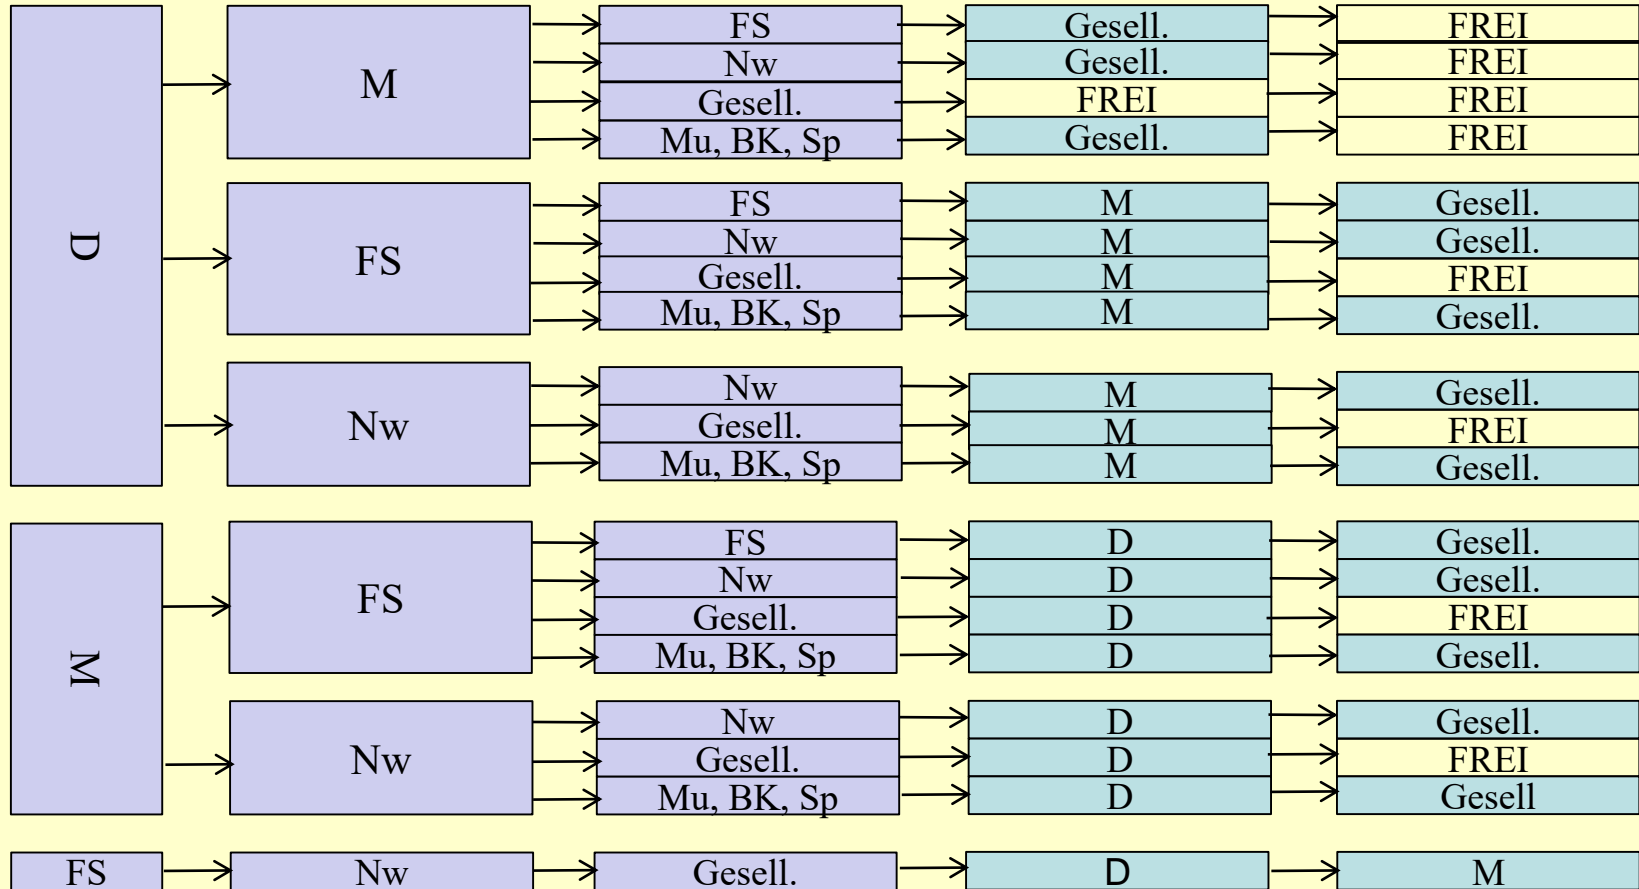 D
M
FS Gesell. FREI
Nw Gesell. FREI
Gesell. FREI FREI
Mu, BK, Sp Gesell. FREI
FS
FS M Gesell.
Nw M Gesell.
Gesell. M FREI
Mu, BK, Sp M Gesell.
Nw
Nw M Gesell.
Gesell. M FREI
Mu, BK, Sp M Gesell.
M
FS
FS D Gesell.
Nw D Gesell.
Gesell. D FREI
Mu, BK, Sp D Gesell.
Nw
Nw D Gesell.
Gesell. D FREI
Mu, BK, Sp D Gesell
FS Nw Gesell. D M